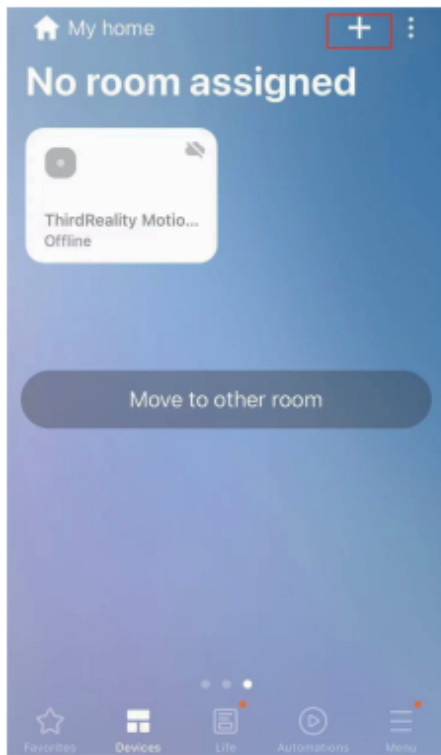 My home
No room assigned
ThirdReality Motio...
Offline
Move to other room
Favorites Devices Life Automations Menu